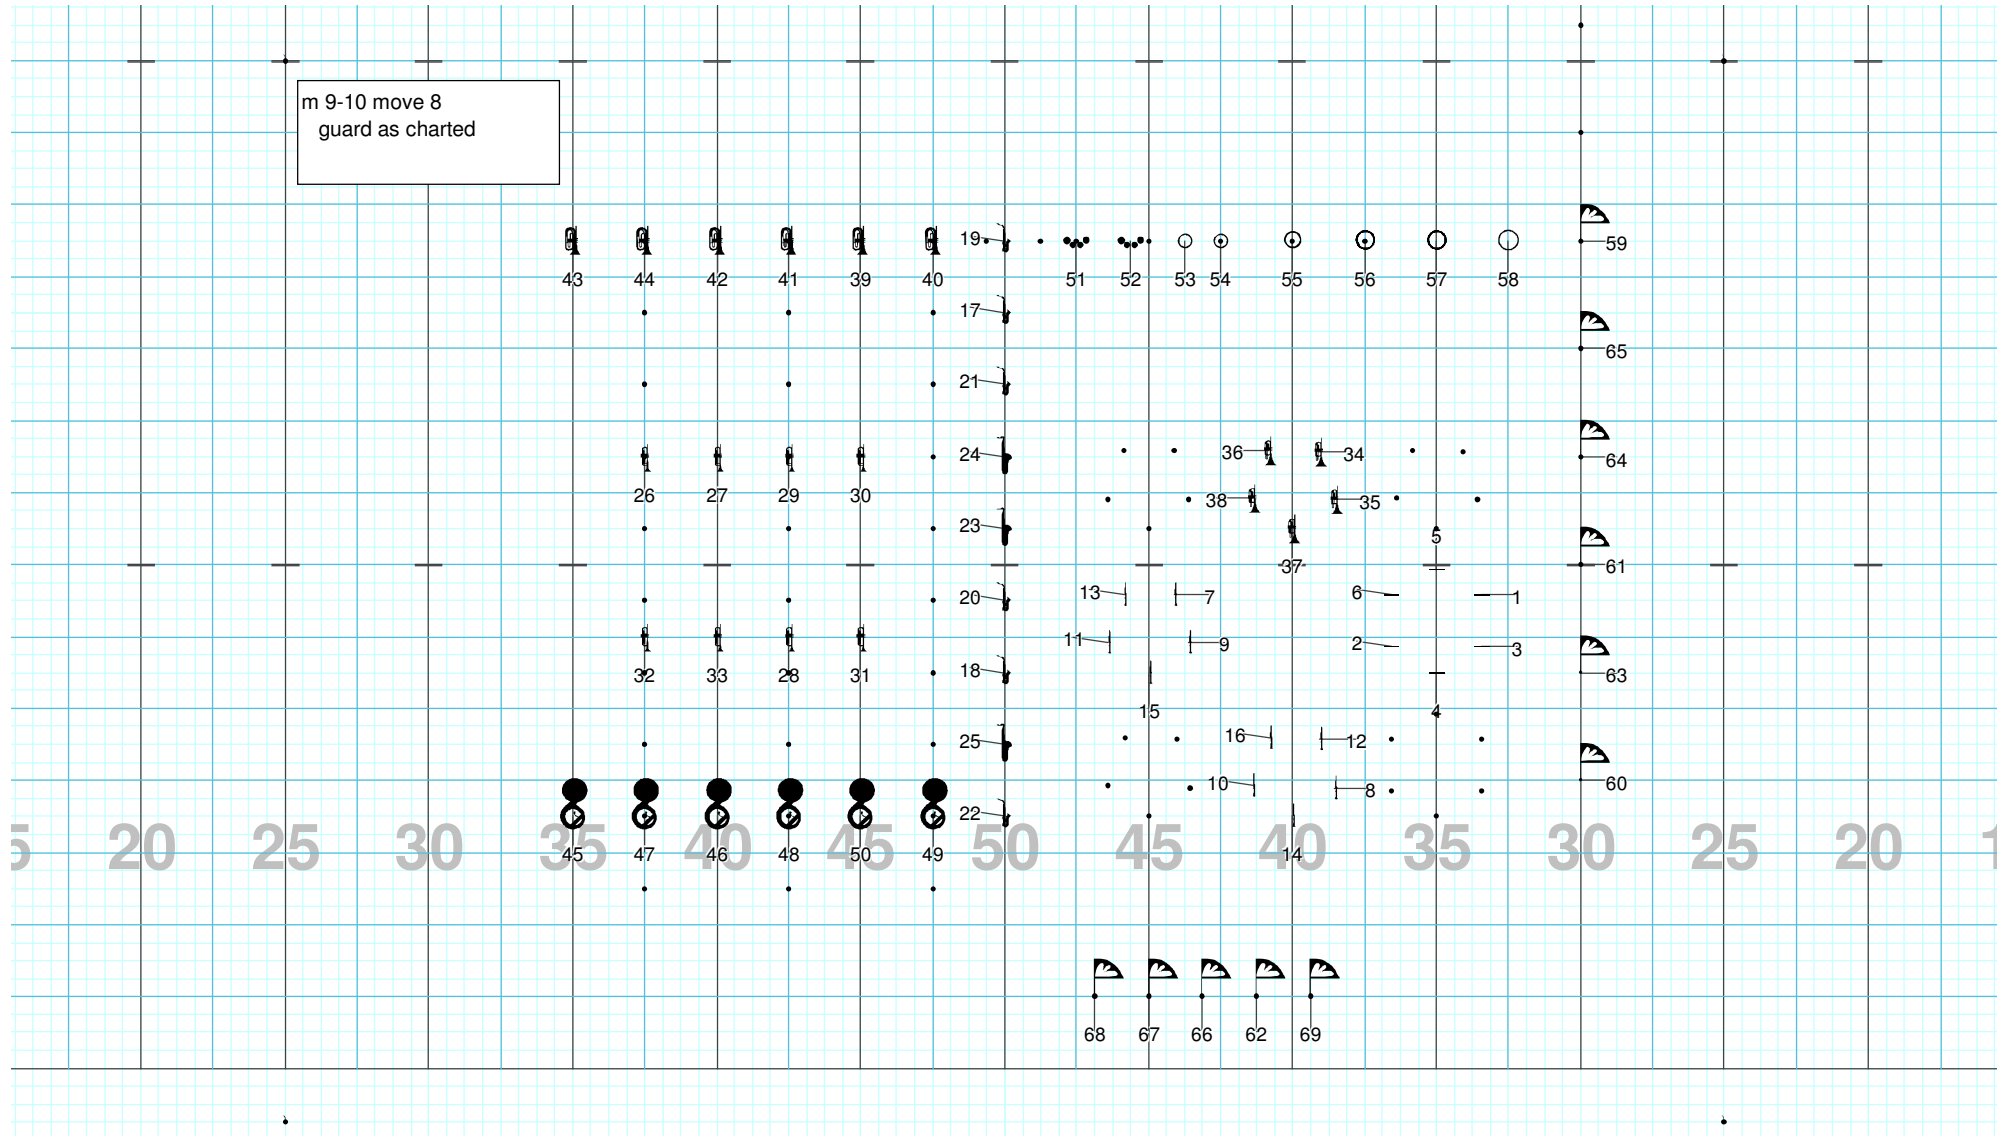 m 9-10 move 8
guard as charted
19 59
43 44 42 41 39 40 51 52 53 54 55 56 57 58
17
65
21
24 36 34 64
26 27 29 30 38 35
23 5
37 61
20 13 7 6 1
11 9 2 3
32 33 28 31 18 63
15 4
25 16 12
10 8 60
22
5 20 25 30 35 40 45 50 45 40 35 30 25 20 1
45 47 46 48 50 49 14
68 67 66 62 69